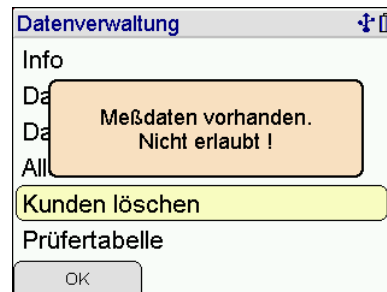 Datenverwaltung
Info
Da
Meßdaten vorhanden.
Da
Nicht erlaubt !
All
Kunden löschen
Prüfertabelle
OK